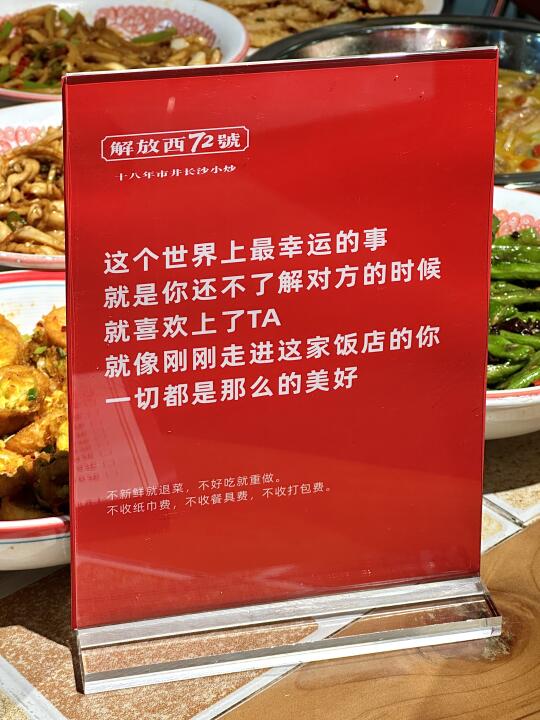 解放西72號
十八年市井长沙小炒
这个世界上最幸运的事
就是你还不了解对方的时候
就喜欢上了TA
就像刚刚走进这家饭店的你
一切都是那么的美好
不新鲜就退菜，不好吃就重做。
不收纸巾费，不收餐具费，不收打包费。